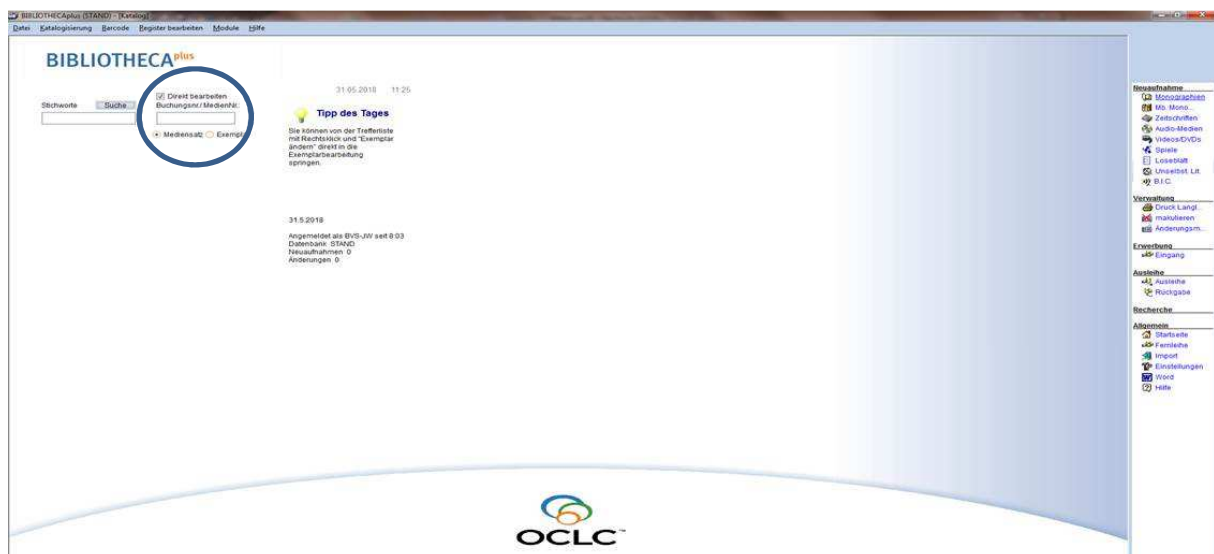 BIBLIOTHECAplus (STAND) - [Katalog]
Datei Katalogisierung Barcode Register bearbeiten Module Hilfe
BIBLIOTHECAplus
Stichworte Suche
Direkt bearbeiten
Buchungsnr./ MedienNr.:
Mediensatz Exempl
31.05.2018 11:25
Tipp des Tages
Sie können von der Trefferliste
mit Rechtsklick und "Exemplar
ändern" direkt in die
Exemplarbearbeitung
springen.
31.5.2018
Angemeldet als BVS-JW seit 8:03
Datenbank STAND
Neuaufnahmen 0
Änderungen 0
Neuaufnahme
Monographien
Mb. Mono...
Zeitschriften
Audio-Medien
Videos/DVDs
Spiele
Loseblatt
Unselbst. Lit.
B.I.C.
Verwaltung
Druck Langl...
makulieren
Änderungsm...
Erwerbung
Eingang
Ausleihe
Ausleihe
Rückgabe
Recherche
Allgemein
Startseite
Fernleihe
Import
Einstellungen
Word
Hilfe
OCLC™